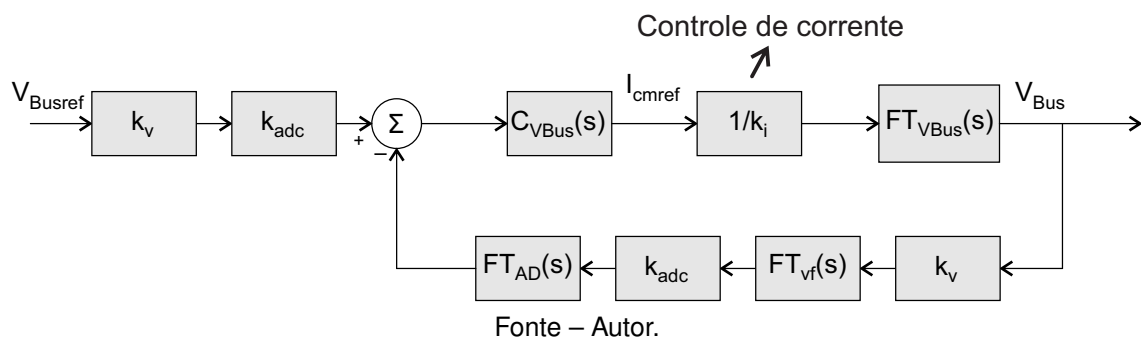 Controle de corrente
V_Busref
k_v
k_adc
Σ
+
−
C_VBus(s)
I_cmref
1/k_i
FT_VBus(s)
V_Bus
FT_AD(s)
k_adc
FT_vf(s)
k_v
Fonte – Autor.